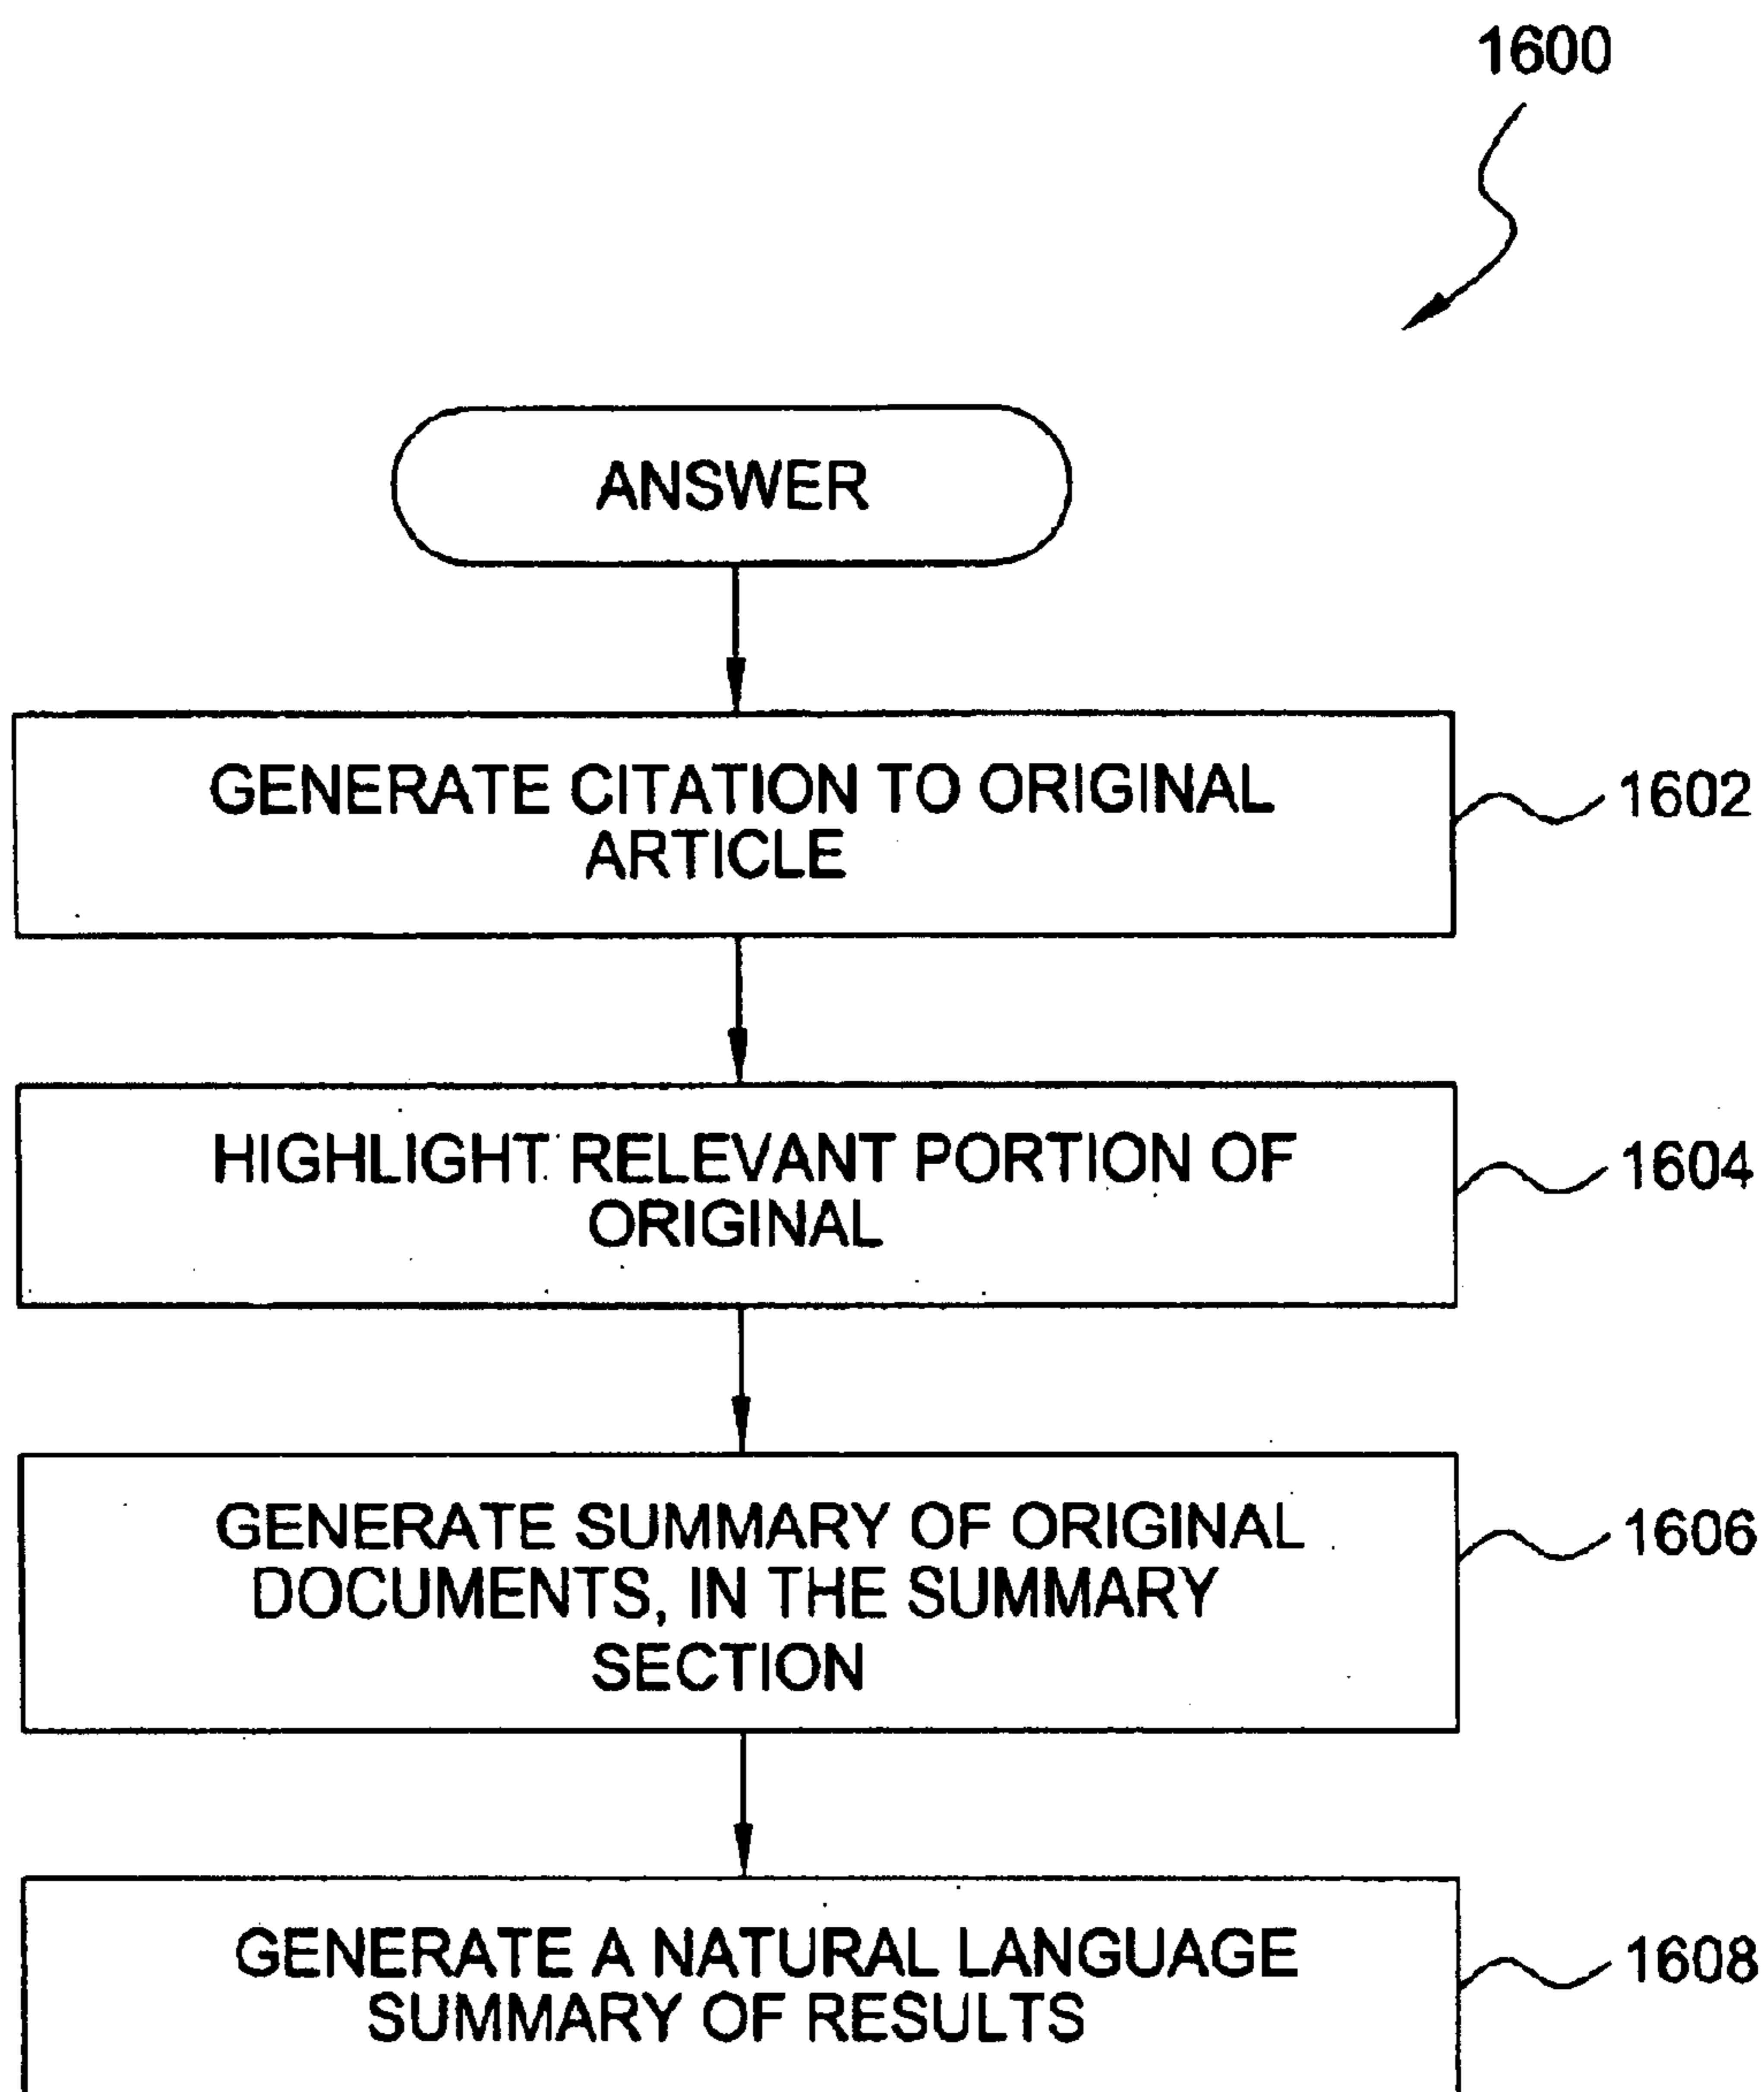 1600
ANSWER
GENERATE CITATION TO ORIGINAL
ARTICLE
1602
HIGHLIGHT RELEVANT PORTION OF
ORIGINAL
1604
GENERATE SUMMARY OF ORIGINAL
DOCUMENTS, IN THE SUMMARY
SECTION
1606
GENERATE A NATURAL LANGUAGE
SUMMARY OF RESULTS
1608